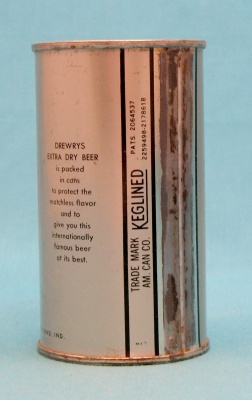 DREWRYS
EXTRA DRY BEER
is packed
in cans
to protect the
matchless flavor
and to
give you this
internationally
famous beer
at its best.
IND.
TRADE MARK KEGLINED
AM. CAN CO.
PATS 2064537
2259498-2178618